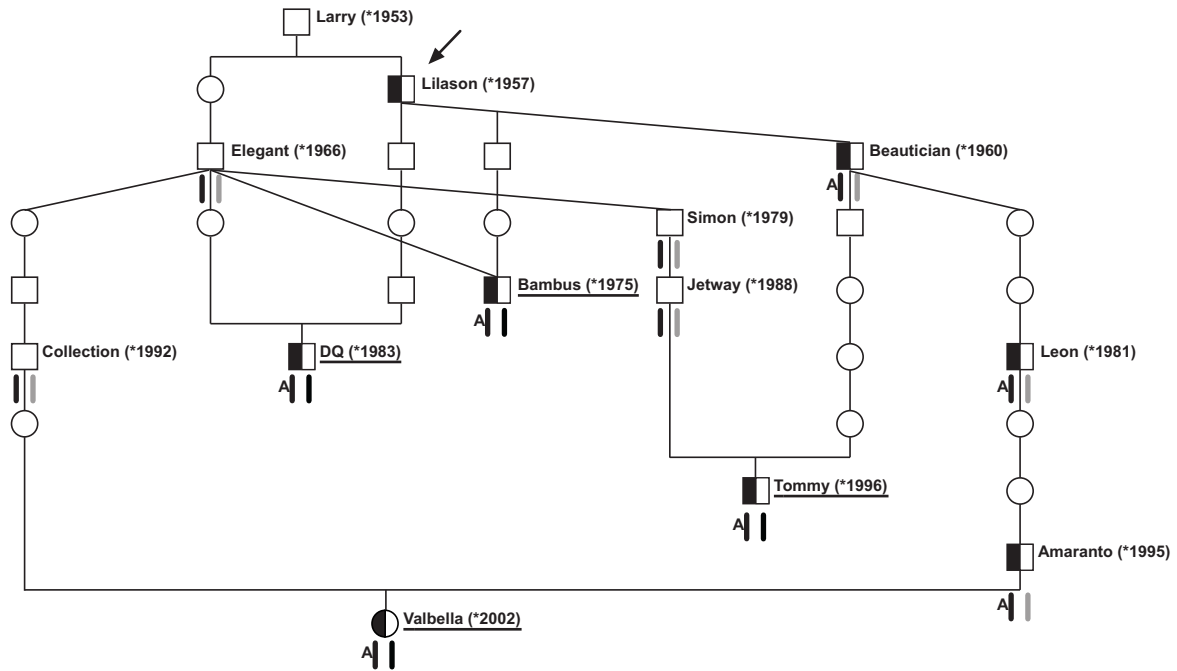 Larry (*1953)
Lilason (*1957)
Elegant (*1966)
Beautician (*1960)
A
Simon (*1979)
Bambus (*1975)
Jetway (*1988)
A
Collection (*1992)
DQ (*1983)
Leon (*1981)
A
A
Tommy (*1996)
A
Amaranto (*1995)
A
Valbella (*2002)
A